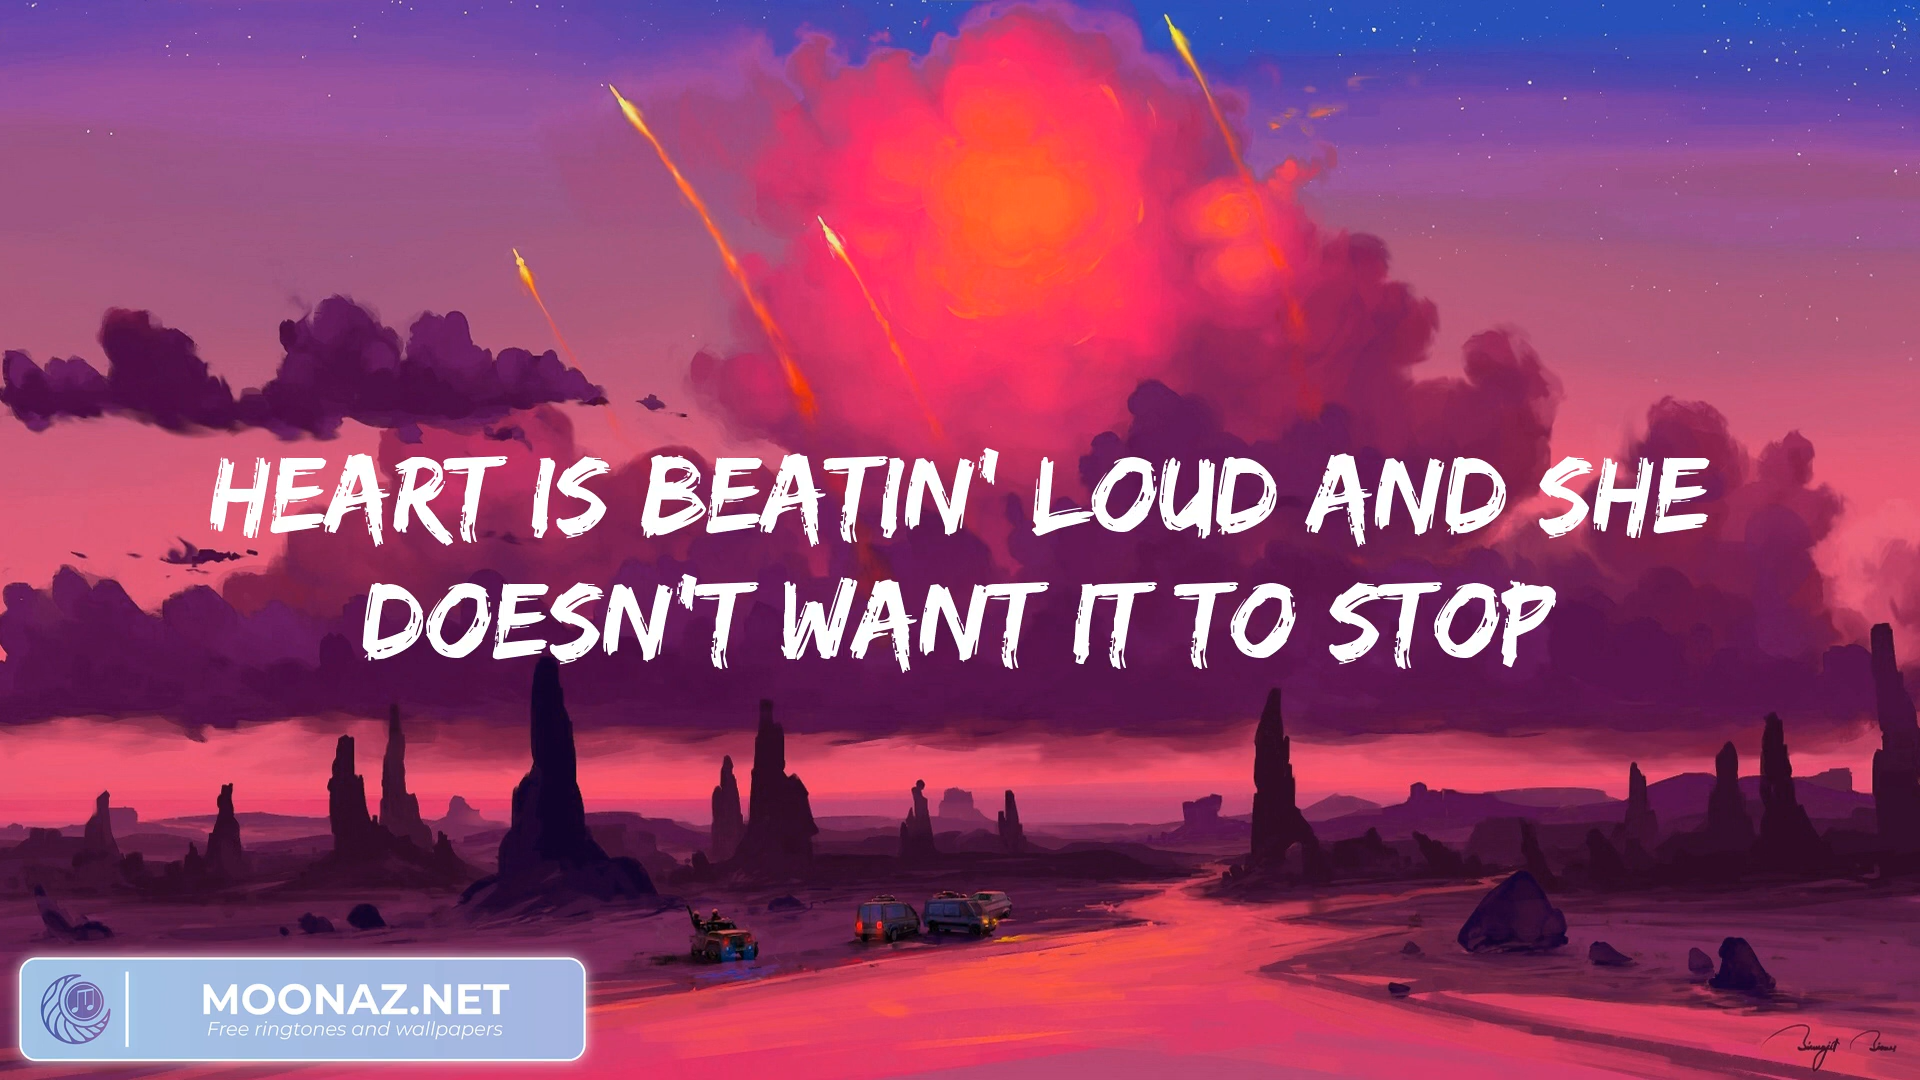 HEART IS BEATIN' LOUD AND SHE
DOESN'T WANT IT TO STOP
MOONAZ.NET
Free ringtones and wallpapers